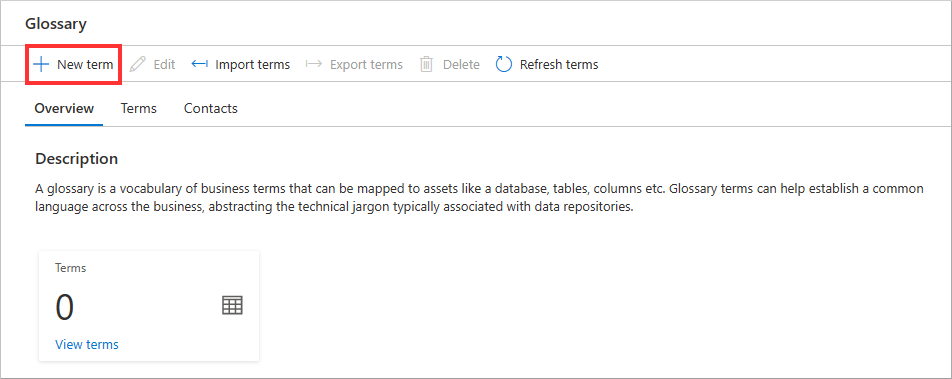 Glossary
New term Edit Import terms Export terms Delete Refresh terms
Overview Terms Contacts
Description
A glossary is a vocabulary of business terms that can be mapped to assets like a database, tables, columns etc. Glossary terms can help establish a common
language across the business, abstracting the technical jargon typically associated with data repositories.
Terms
0
View terms